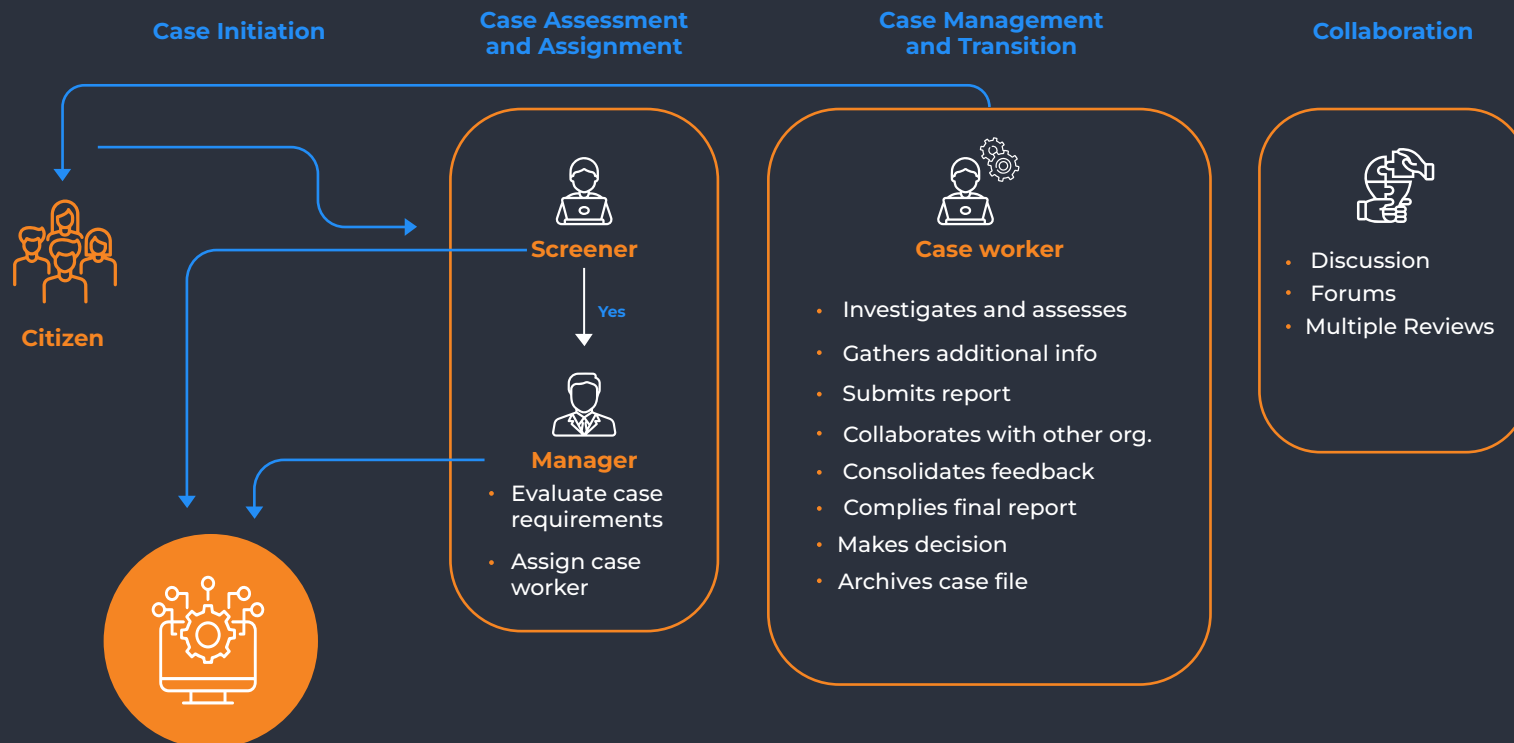 Case Initiation
Case Assessment
and Assignment
Case Management
and Transition
Collaboration
Citizen
Screener
Yes
Manager
• Evaluate case
requirements
• Assign case
worker
Case worker
• Investigates and assesses
• Gathers additional info
• Submits report
• Collaborates with other org.
• Consolidates feedback
• Complies final report
• Makes decision
• Archives case file
• Discussion
• Forums
• Multiple Reviews